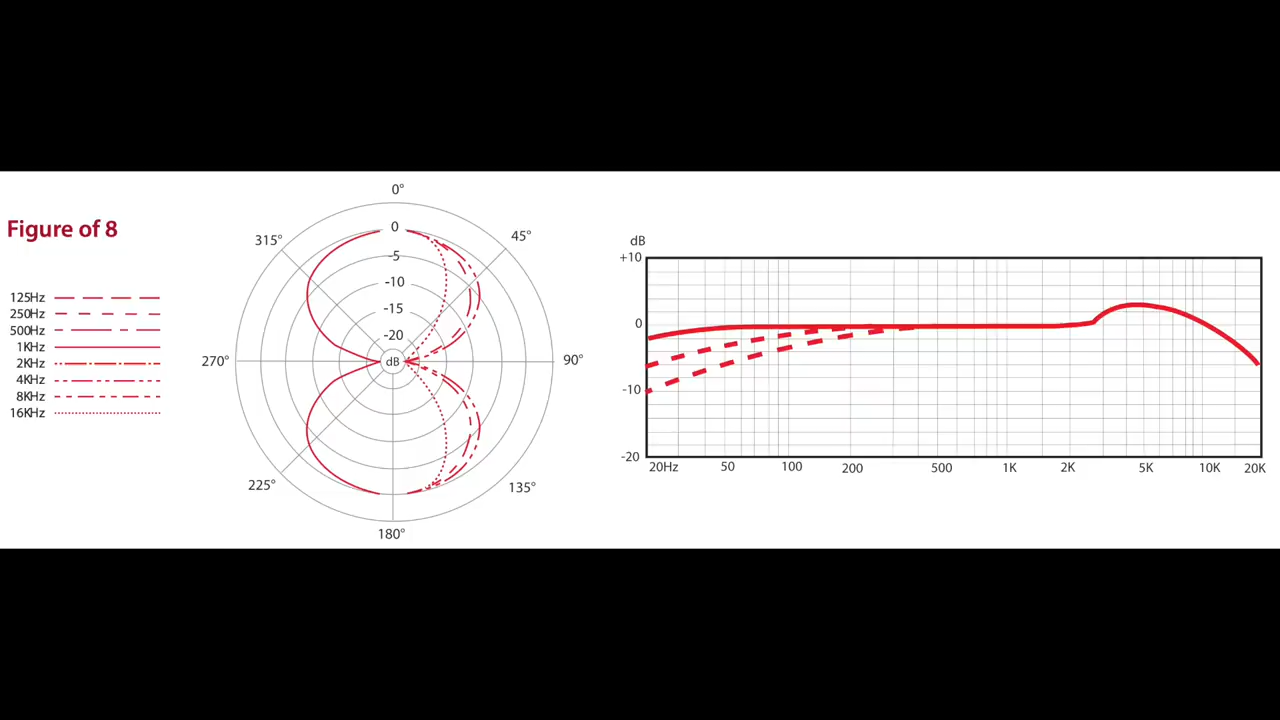 Figure of 8
125Hz
250Hz
500Hz
1KHz
2KHz
4KHz
8KHz
16KHz
0°
315°
45°
0
-5
-10
-15
-20
270°
dB
90°
225°
135°
180°
dB
+10
0
-10
-20
20Hz 50 100 200 500 1K 2K 5K 10K 20K